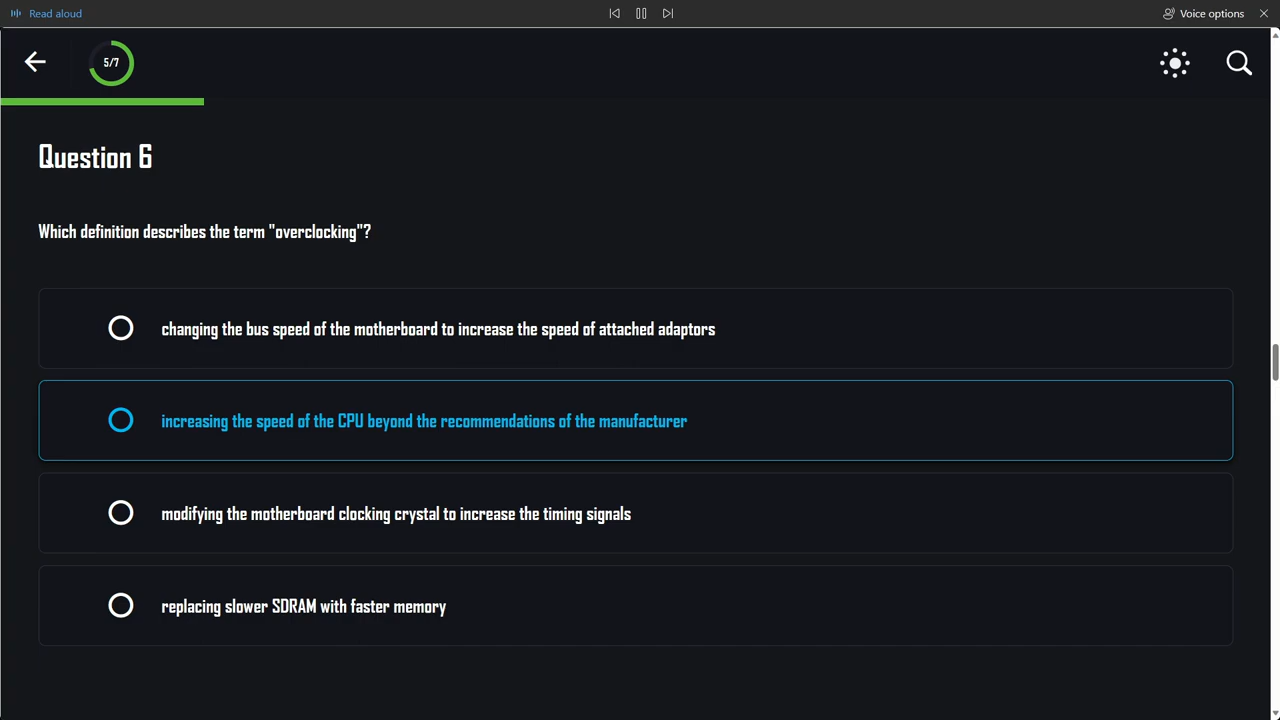 Read aloud
Voice options
5/7
Question 6
Which definition describes the term "overclocking"?
changing the bus speed of the motherboard to increase the speed of attached adaptors
increasing the speed of the CPU beyond the recommendations of the manufacturer
modifying the motherboard clocking crystal to increase the timing signals
replacing slower SDRAM with faster memory